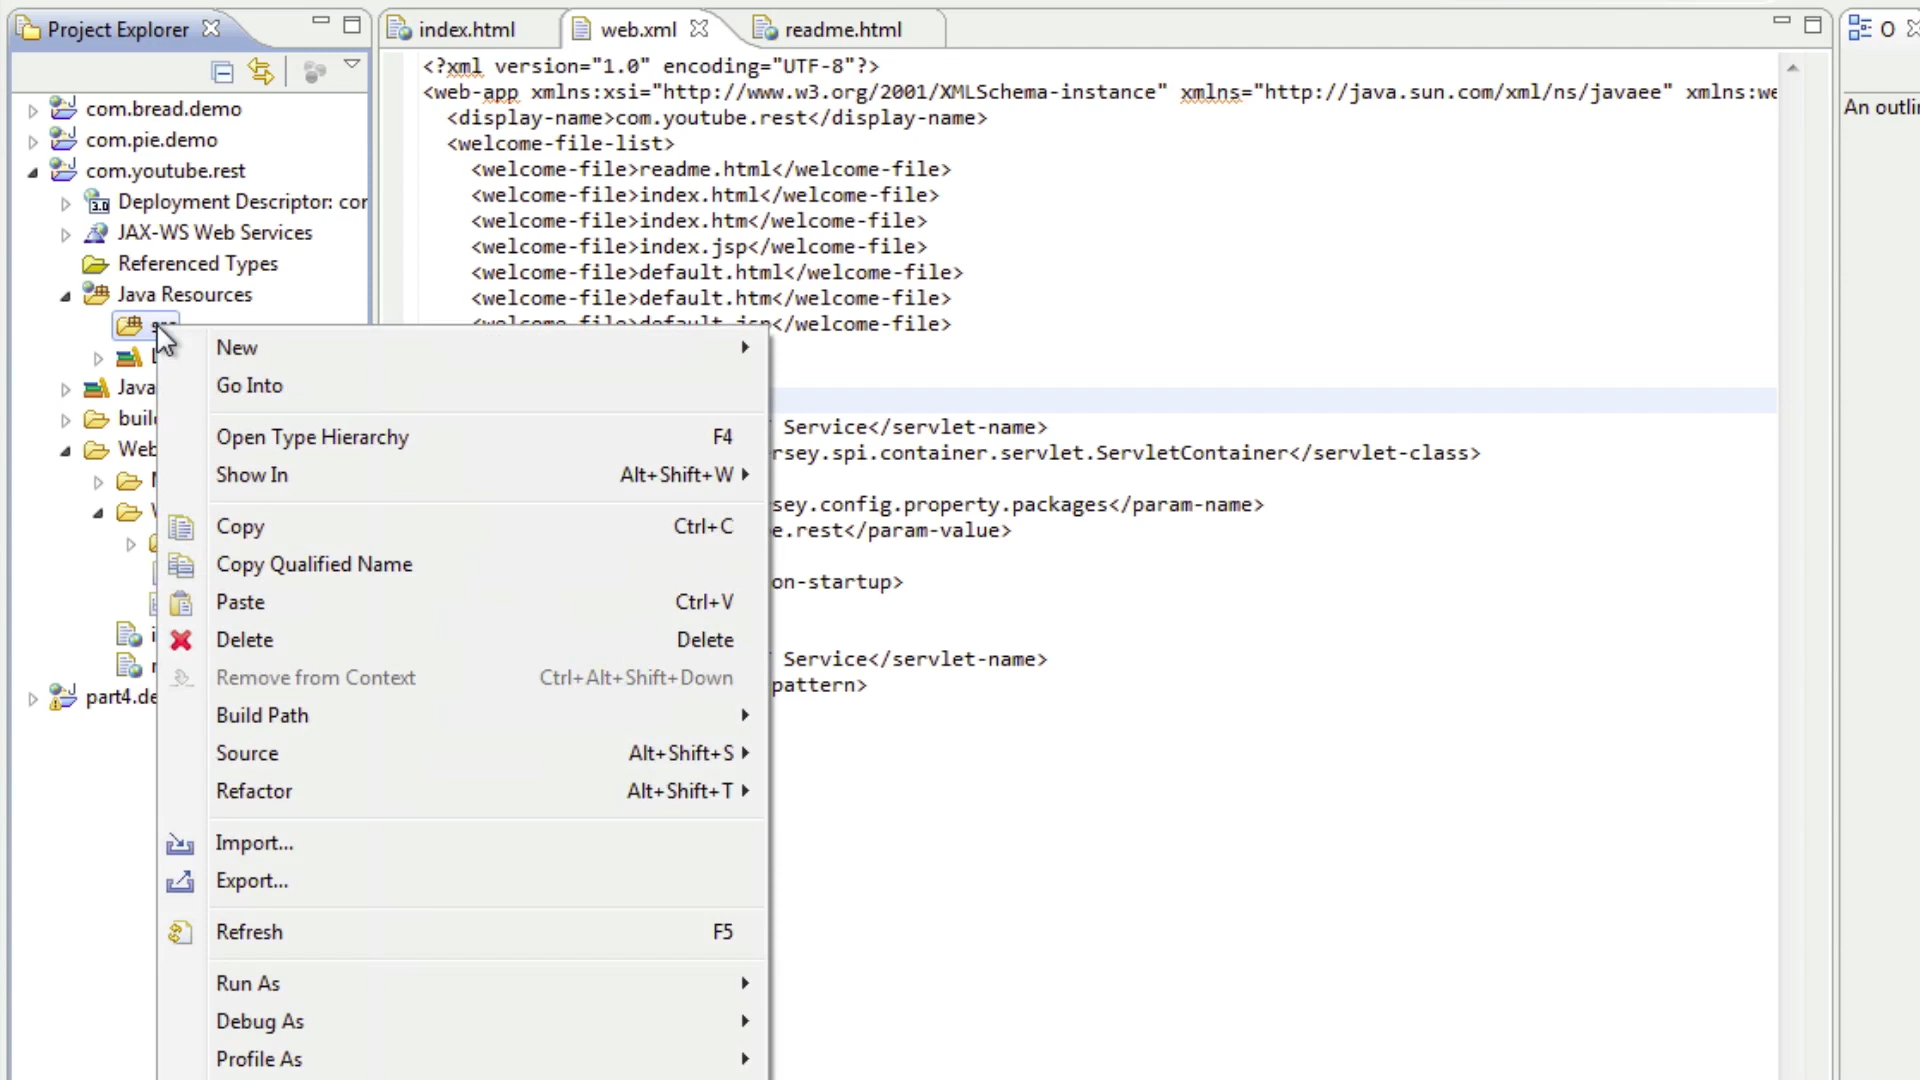 Project Explorer
index.html
web.xml
readme.html
O
com.bread.demo
com.pie.demo
com.youtube.rest
Deployment Descriptor: cor
JAX-WS Web Services
Referenced Types
Java Resources
Java
Web
part4.de
<?xml version="1.0" encoding="UTF-8"?>
<web-app xmlns:xsi="http://www.w3.org/2001/XMLSchema-instance" xmlns="http://java.sun.com/xml/ns/javaee" xmlns:we
<display-name>com.youtube.rest</display-name>
<welcome-file-list>
<welcome-file>readme.html</welcome-file>
<welcome-file>index.html</welcome-file>
<welcome-file>index.htm</welcome-file>
<welcome-file>index.jsp</welcome-file>
<welcome-file>default.html</welcome-file>
<welcome-file>default.htm</welcome-file>
<welcome-file>default.jsp</welcome-file>
Service</servlet-name>
rsey.spi.container.servlet.ServletContainer</servlet-class>
sey.config.property.packages</param-name>
e.rest</param-value>
on-startup>
Service</servlet-name>
pattern>
An outlin
New
Go Into
Open Type Hierarchy F4
Show In Alt+Shift+W
Copy Ctrl+C
Copy Qualified Name
Paste Ctrl+V
Delete Delete
Remove from Context Ctrl+Alt+Shift+Down
Build Path
Source Alt+Shift+S
Refactor Alt+Shift+T
Import...
Export...
Refresh F5
Run As
Debug As
Profile As